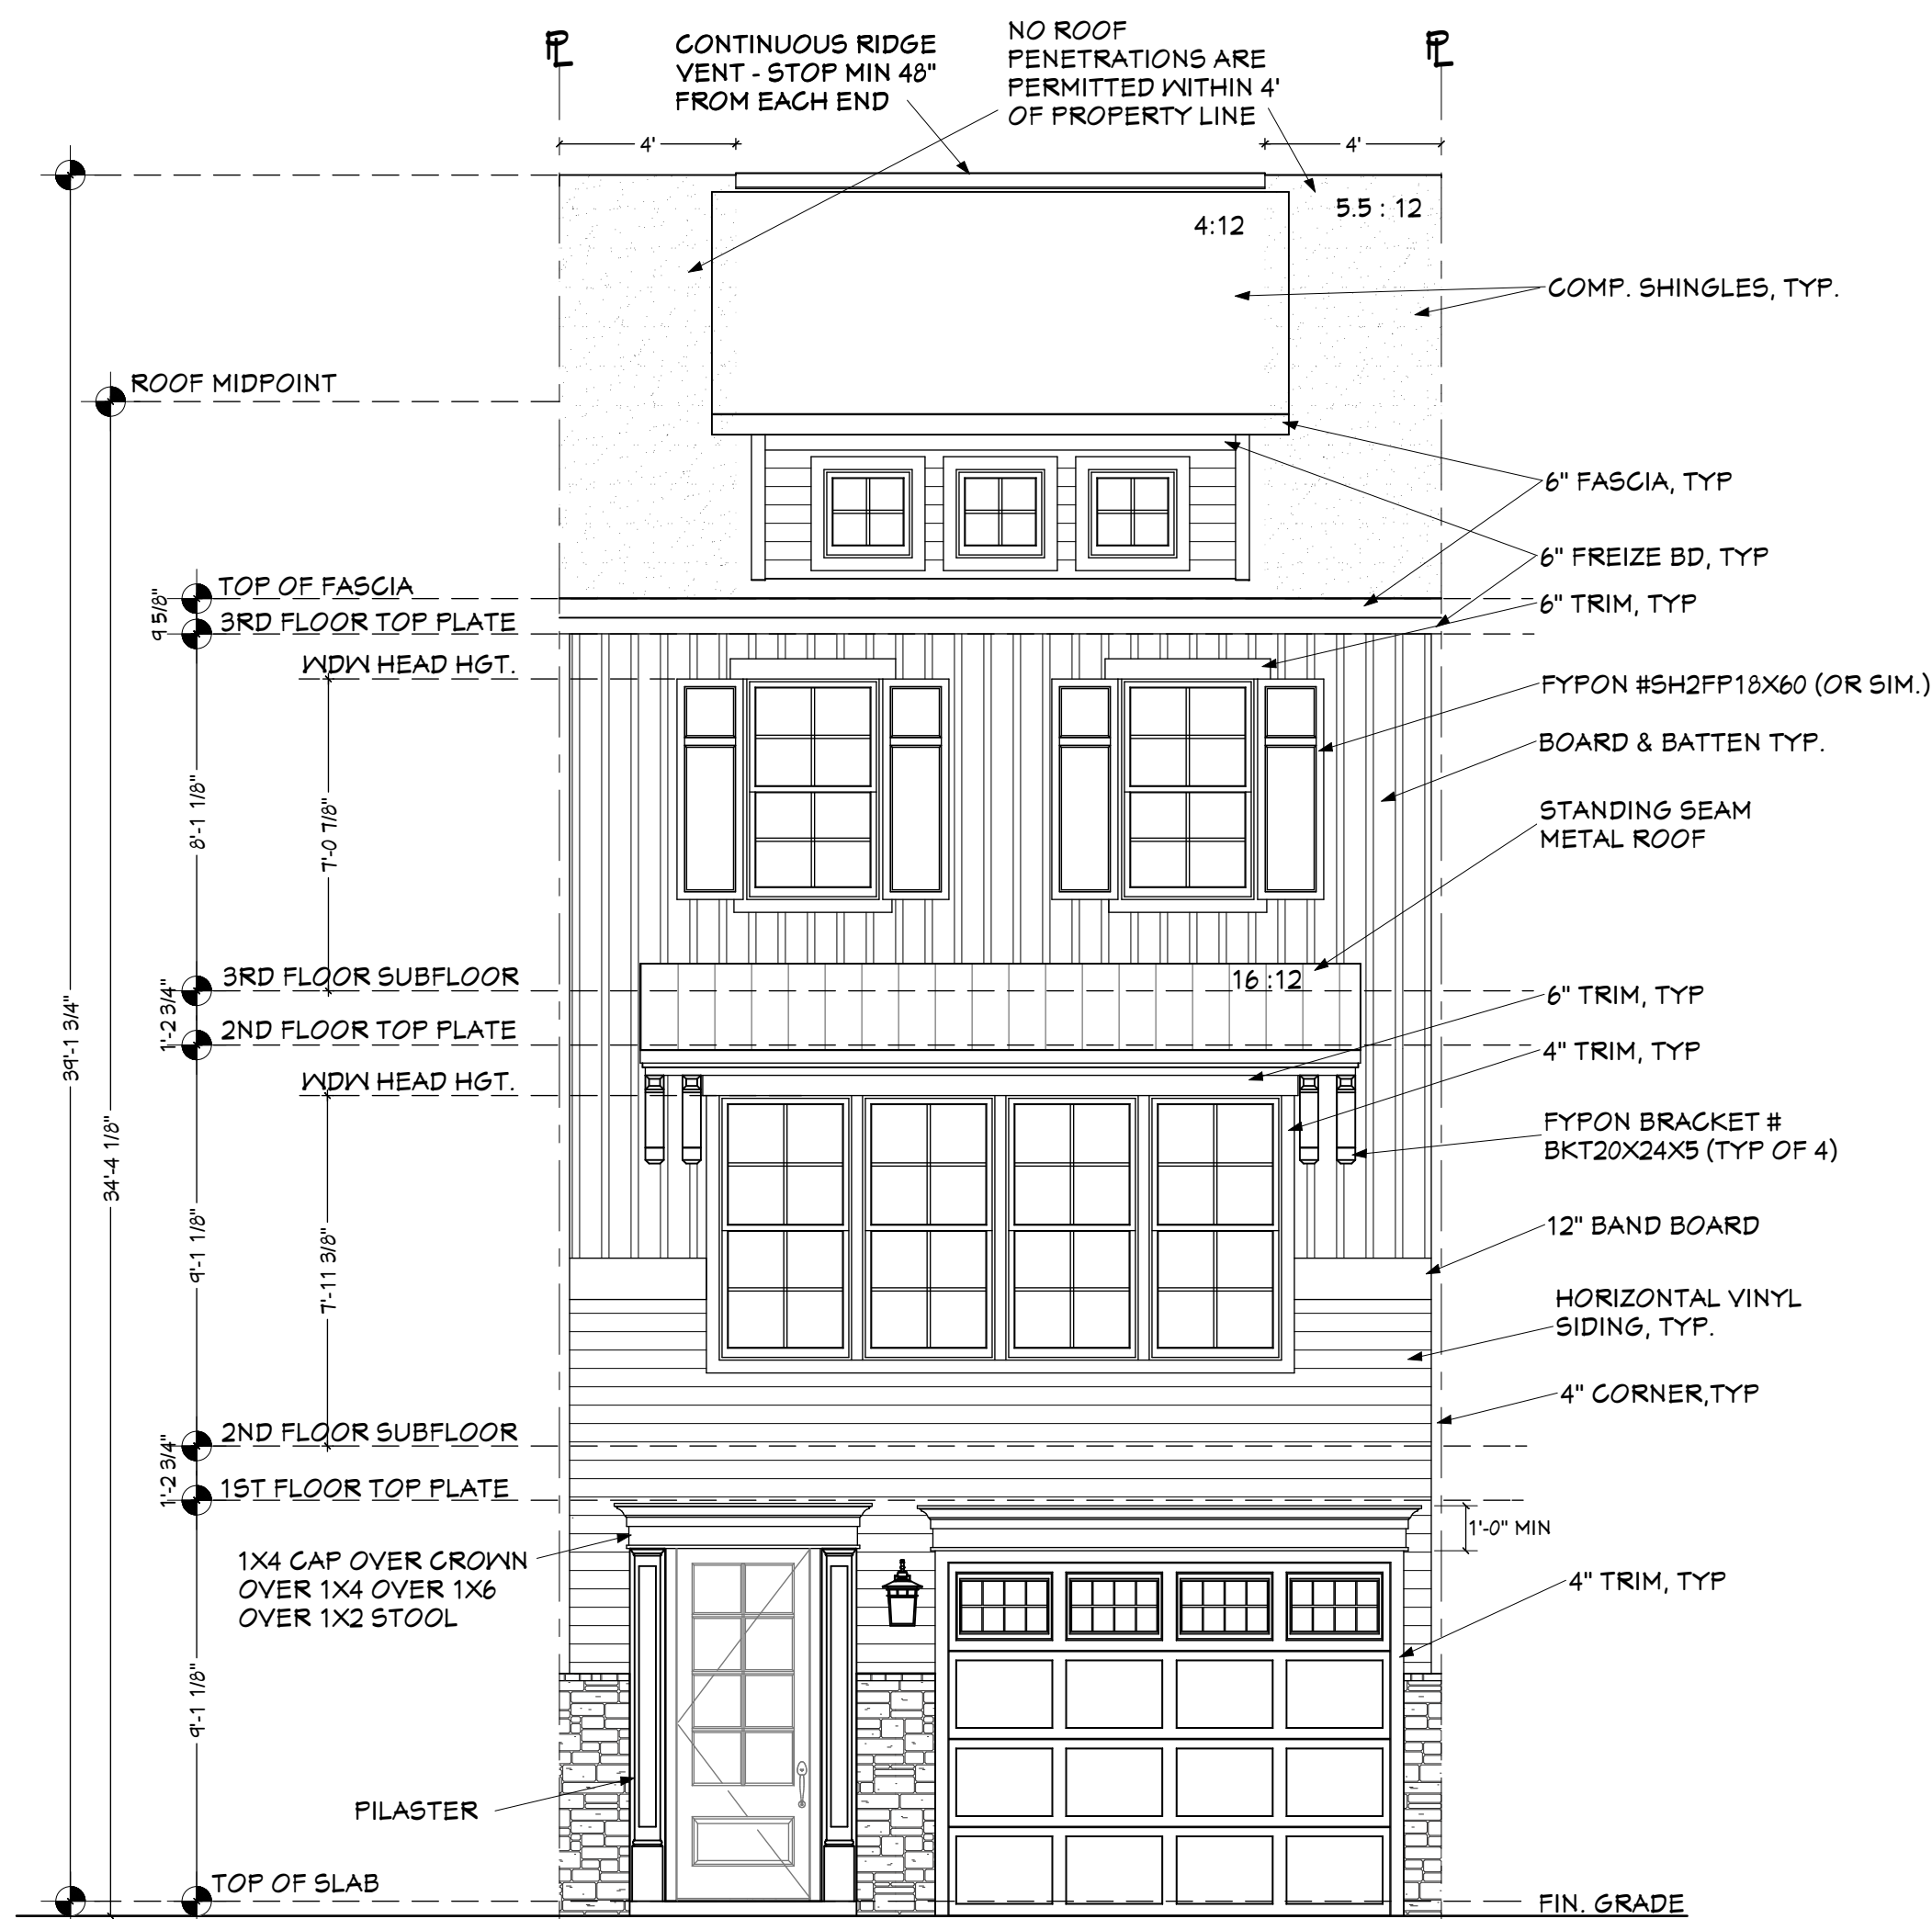 PL
PL
CONTINUOUS RIDGE
VENT - STOP MIN 48"
FROM EACH END
NO ROOF
PENETRATIONS ARE
PERMITTED WITHIN 4'
OF PROPERTY LINE
4'
4'
5.5 : 12
4:12
COMP. SHINGLES, TYP.
ROOF MIDPOINT
6" FASCIA, TYP
6" FREIZE BD, TYP
TOP OF FASCIA
9 5/8"
6" TRIM, TYP
3RD FLOOR TOP PLATE
WDW HEAD HGT.
FYPON #SH2FP18X60 (OR SIM.)
BOARD & BATTEN TYP.
8'-1 1/8"
7'-0 7/8"
STANDING SEAM
METAL ROOF
3RD FLOOR SUBFLOOR
16 :12
6" TRIM, TYP
1'-2 3/4"
2ND FLOOR TOP PLATE
39'-1 3/4"
4" TRIM, TYP
WDW HEAD HGT.
34'-4 1/8"
FYPON BRACKET #
BKT20X24X5 (TYP OF 4)
9'-1 1/8"
7'-11 3/8"
12" BAND BOARD
HORIZONTAL VINYL
SIDING, TYP.
4" CORNER,TYP
2ND FLOOR SUBFLOOR
1'-2 3/4"
1ST FLOOR TOP PLATE
1'-0" MIN
1X4 CAP OVER CROWN
OVER 1X4 OVER 1X6
OVER 1X2 STOOL
4" TRIM, TYP
9'-1 1/8"
PILASTER
TOP OF SLAB
FIN. GRADE